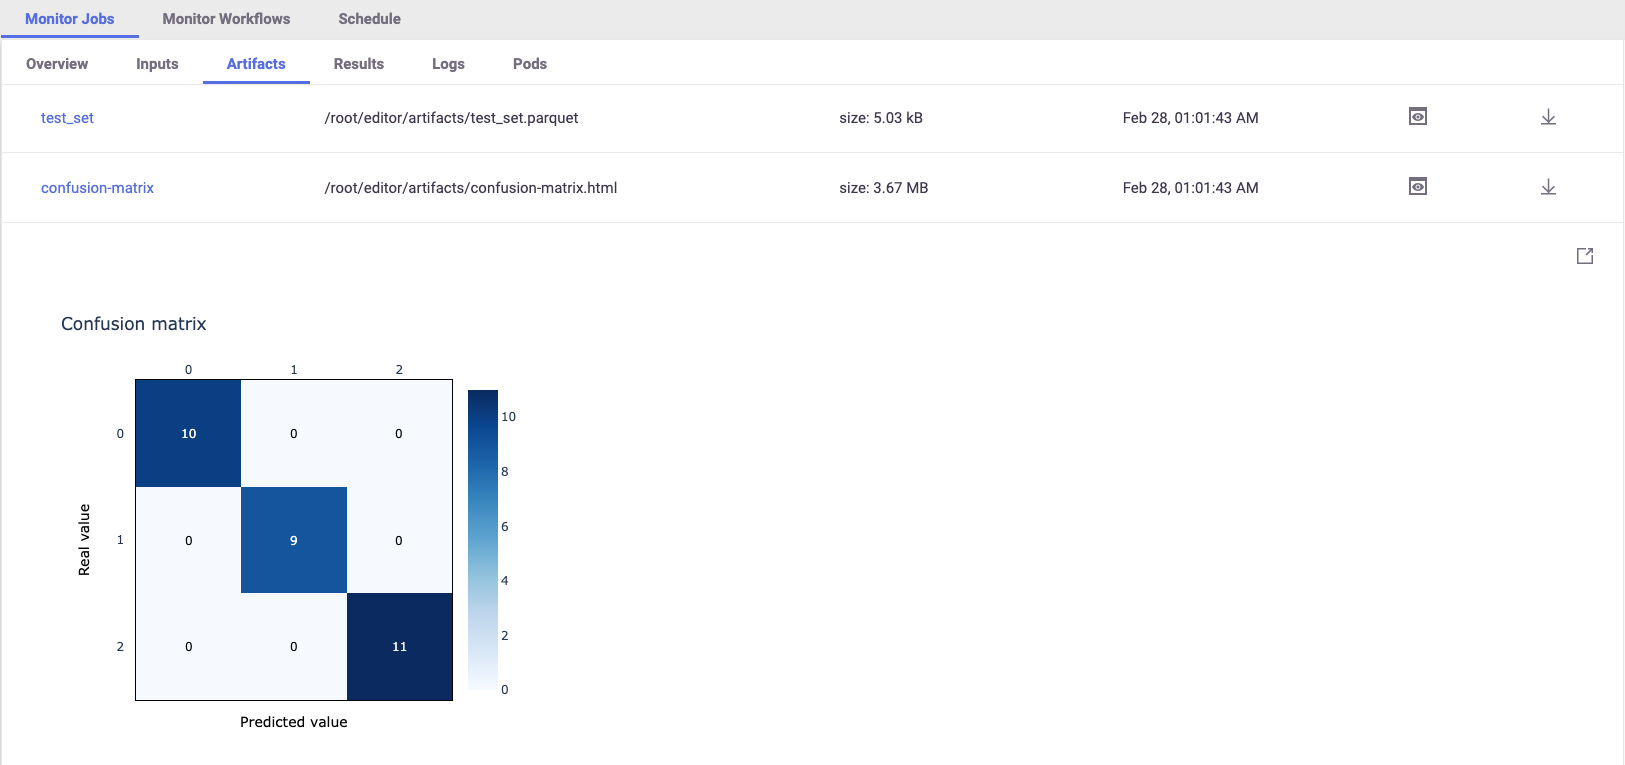 Monitor Jobs Monitor Workflows Schedule
Overview Inputs Artifacts Results Logs Pods
test_set /root/editor/artifacts/test_set.parquet size: 5.03 kB Feb 28, 01:01:43 AM
confusion-matrix /root/editor/artifacts/confusion-matrix.html size: 3.67 MB Feb 28, 01:01:43 AM
Confusion matrix
0 1 2
0 10 0 0
1 0 9 0
2 0 0 11
Real value
Predicted value
10
8
6
4
2
0